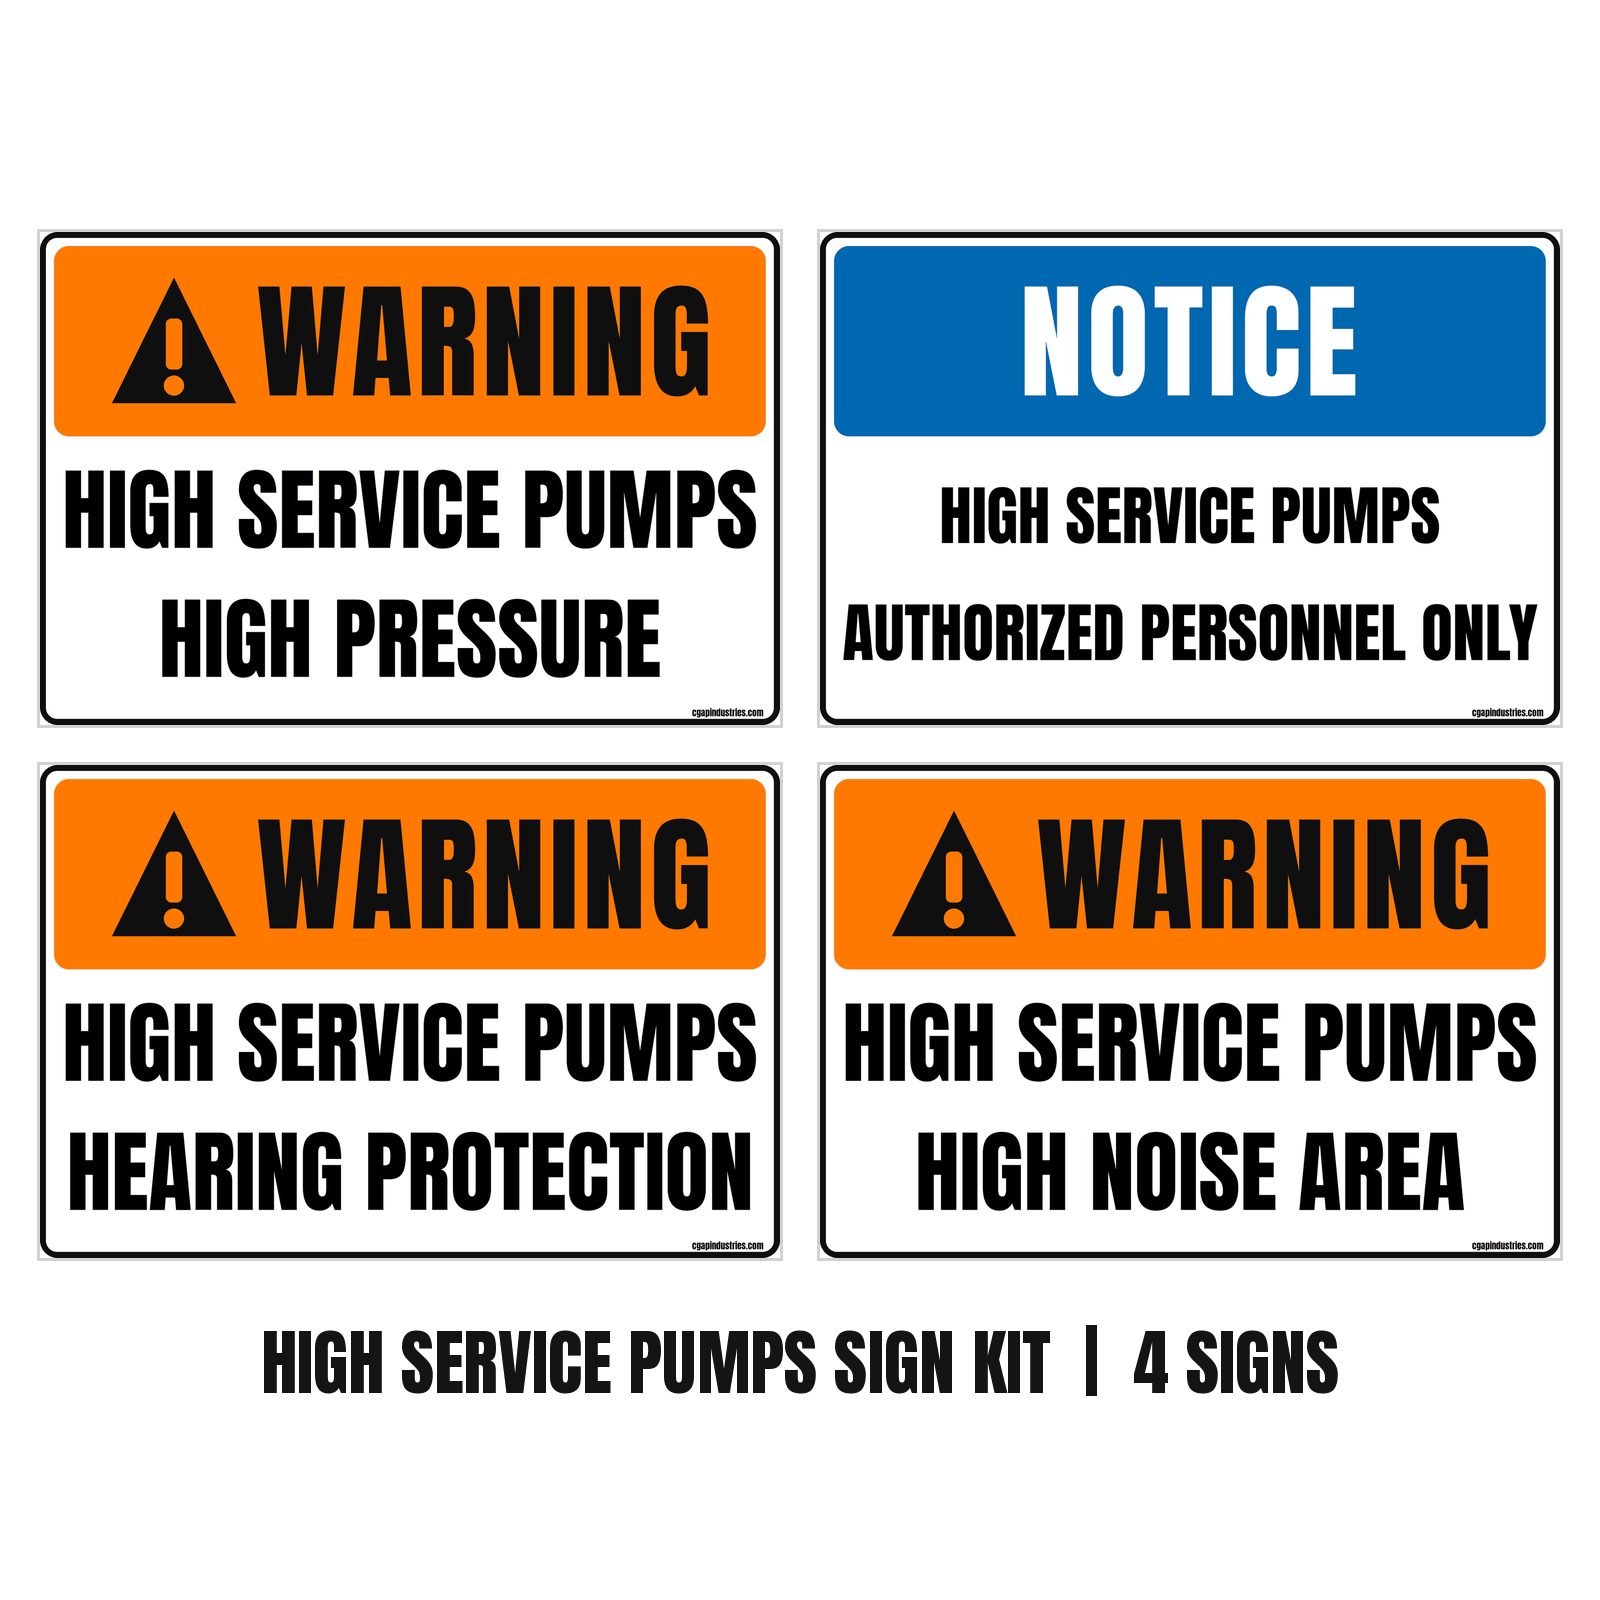 WARNING
HIGH SERVICE PUMPS
HIGH PRESSURE
cgapindustries.com
NOTICE
HIGH SERVICE PUMPS
AUTHORIZED PERSONNEL ONLY
cgapindustries.com
WARNING
HIGH SERVICE PUMPS
HEARING PROTECTION
cgapindustries.com
WARNING
HIGH SERVICE PUMPS
HIGH NOISE AREA
cgapindustries.com
HIGH SERVICE PUMPS SIGN KIT | 4 SIGNS